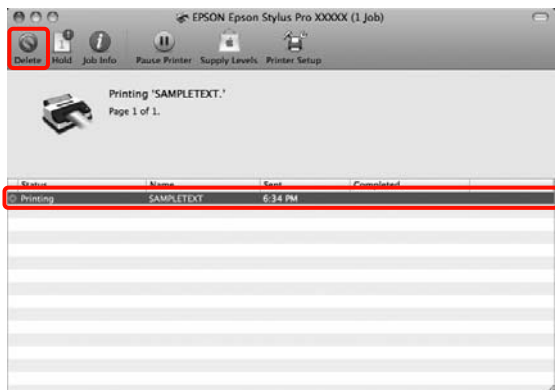 EPSON Epson Stylus Pro XXXXX (1 Job)
1
Delete Hold Job Info Pause Printer Supply Levels Printer Setup
Printing 'SAMPLETEXT.'
Page 1 of 1.
Status Name Sent Completed
Printing SAMPLETEXT 6:34 PM